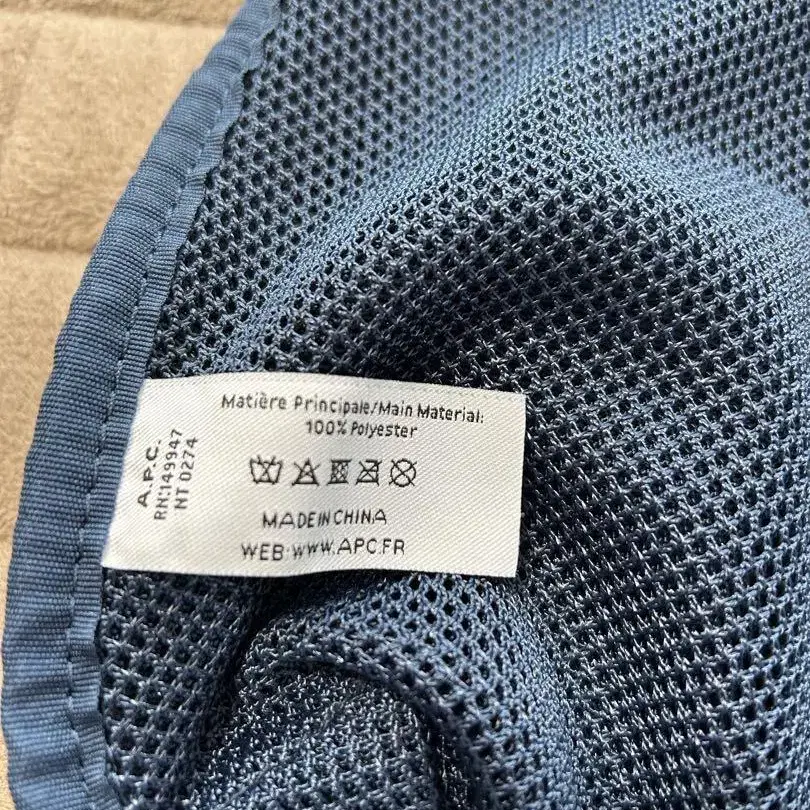 Matière Principale/Main Material:
100% Polyester
MADE IN CHINA
WEB:WWW.APC.FR
A.P.C.
RN:149947
NT 0274